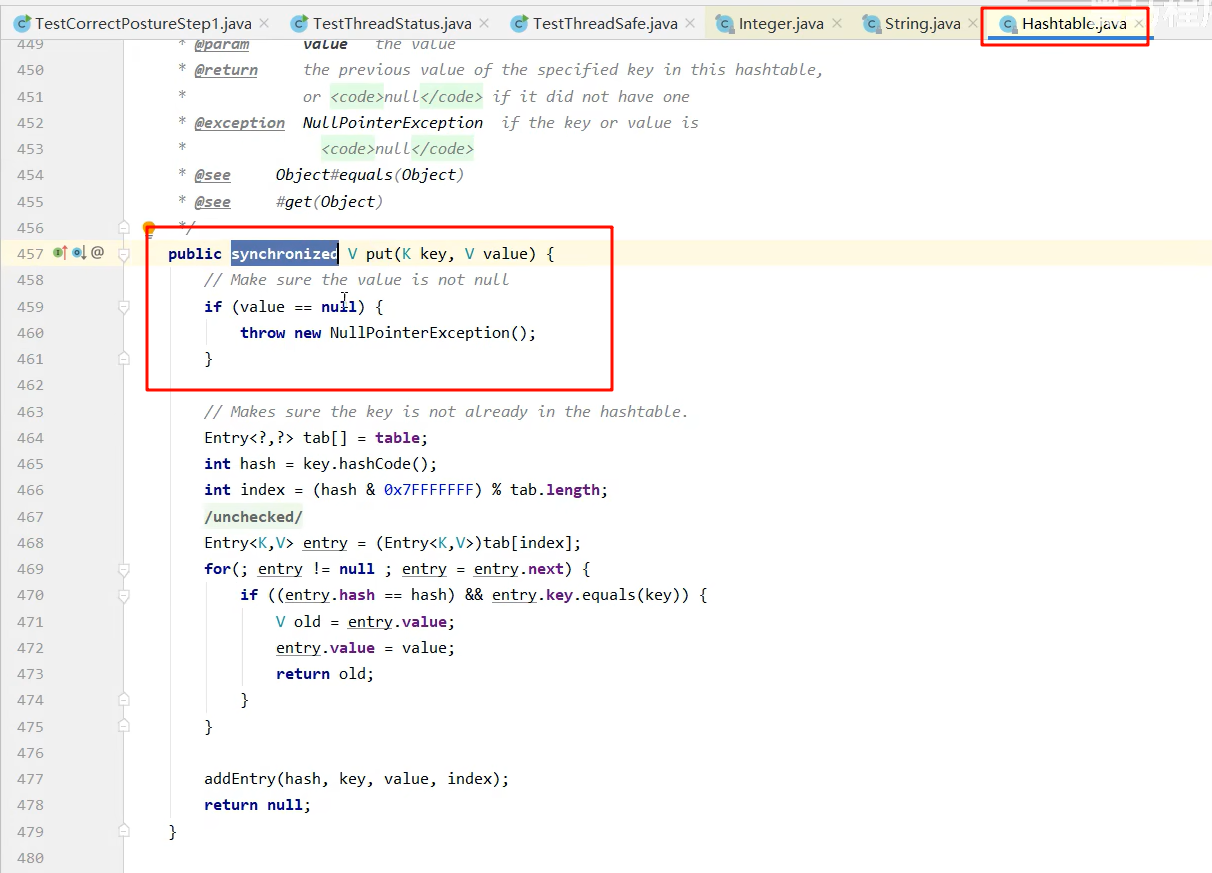 TestCorrectPostureStep1.java TestThreadStatus.java TestThreadSafe.java Integer.java String.java Hashtable.java
449 * @param value the value
450 * @return the previous value of the specified key in this hashtable,
451 * or <code>null</code> if it did not have one
452 * @exception NullPointerException if the key or value is
453 * <code>null</code>
454 * @see Object#equals(Object)
455 * @see #get(Object)
456 */
457 @ public synchronized V put(K key, V value) {
458 // Make sure the value is not null
459 if (value == null) {
460 throw new NullPointerException();
461 }
462
463 // Makes sure the key is not already in the hashtable.
464 Entry<?,?> tab[] = table;
465 int hash = key.hashCode();
466 int index = (hash & 0x7FFFFFFF) % tab.length;
467 /unchecked/
468 Entry<K,V> entry = (Entry<K,V>)tab[index];
469 for(; entry != null ; entry = entry.next) {
470 if ((entry.hash == hash) && entry.key.equals(key)) {
471 V old = entry.value;
472 entry.value = value;
473 return old;
474 }
475 }
476
477 addEntry(hash, key, value, index);
478 return null;
479 }
480